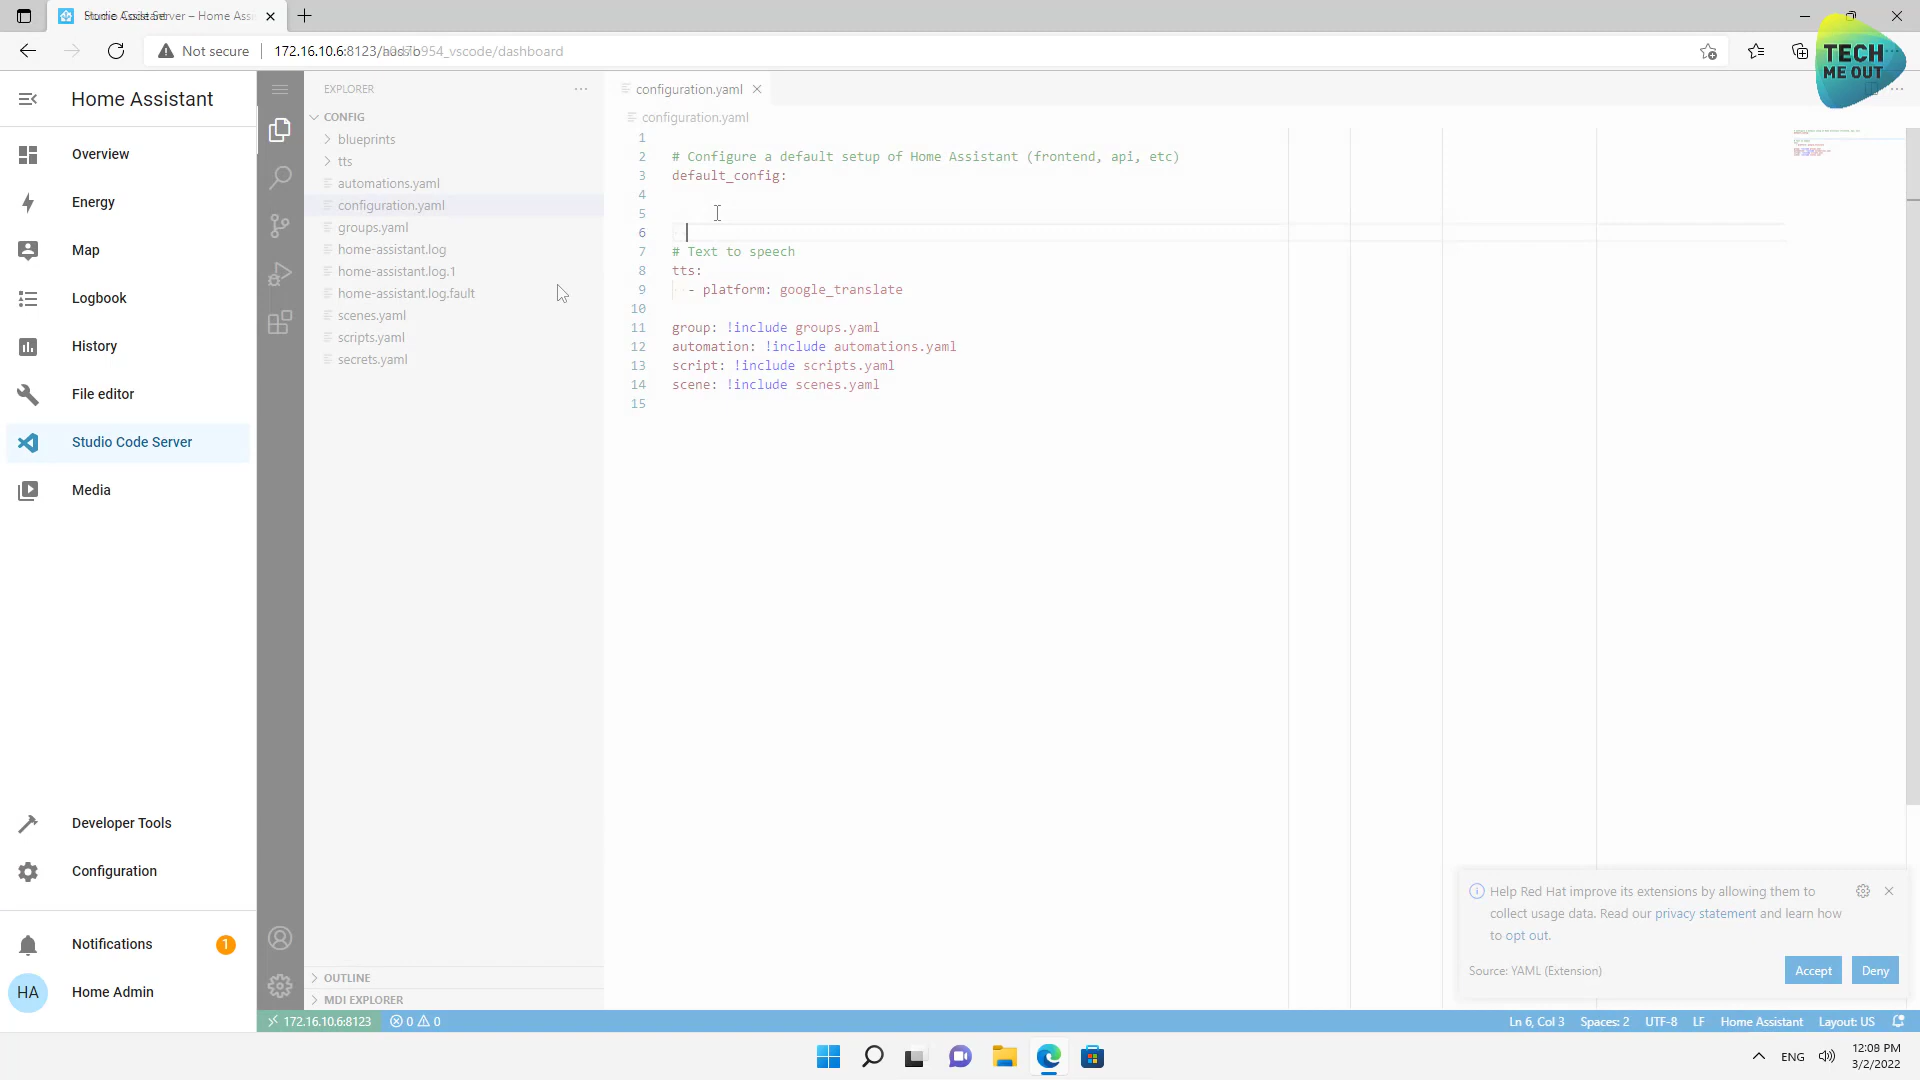 Not secure
172.16.10.6:8123/
_vscode/dashboard
TECH
ME OUT
Home Assistant
Overview
Energy
Map
Logbook
History
File editor
Studio Code Server
Media
Developer Tools
Configuration
Notifications
1
HA
Home Admin
EXPLORER
CONFIG
blueprints
tts
automations.yaml
configuration.yaml
groups.yaml
home-assistant.log
home-assistant.log.1
home-assistant.log.fault
scenes.yaml
scripts.yaml
secrets.yaml
OUTLINE
MDI EXPLORER
configuration.yaml
configuration.yaml
1
2 # Configure a default setup of Home Assistant (frontend, api, etc)
3 default_config:
4
5
6
7 # Text to speech
8 tts:
9 - platform: google_translate
10
11 group: !include groups.yaml
12 automation: !include automations.yaml
13 script: !include scripts.yaml
14 scene: !include scenes.yaml
15
Help Red Hat improve its extensions by allowing them to
collect usage data. Read our privacy statement and learn how
to opt out.
Source: YAML (Extension)
Accept
Deny
172.16.10.6:8123
0 0
Ln 6, Col 3
Spaces: 2
UTF-8
LF
Home Assistant
Layout: US
ENG
12:08 PM
3/2/2022